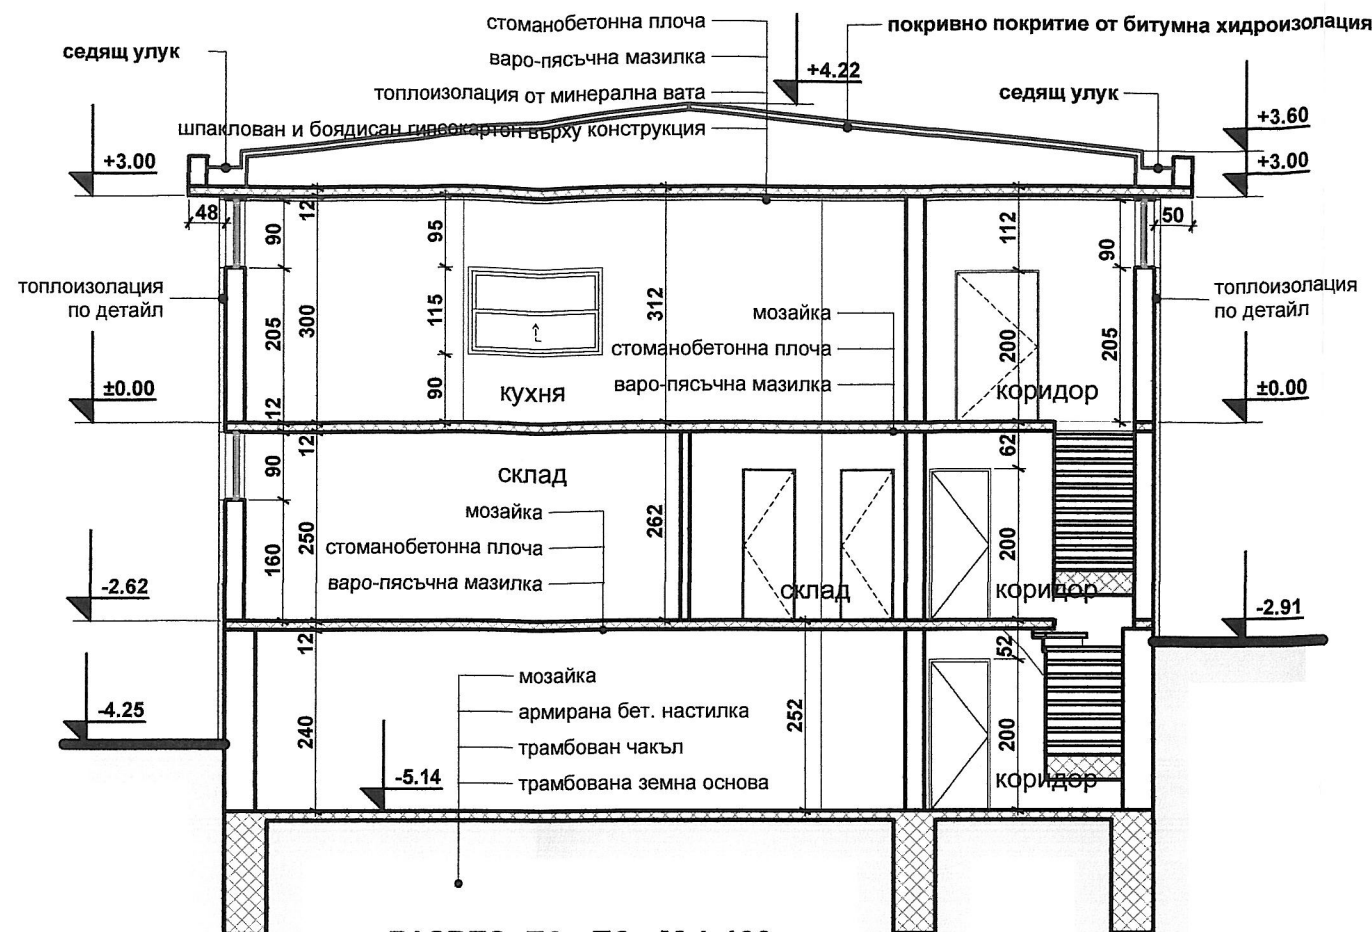 стоманобетонна плоча
покривно покритие от битумна хидроизолация
седящ улук
варо-пясъчна мазилка
+4.22
топлоизолация от минерална вата
седящ улук
шпаклован и боядисан гипсокартон върху конструкция
+3.60
+3.00
+3.00
48
50
12
90
95
112
90
топлоизолация
по детайл
топлоизолация
по детайл
205
300
115
312
мозайка
стоманобетонна плоча
варо-пясъчна мазилка
200
205
±0.00
±0.00
12
90
кухня
коридор
12
62
90
склад
мозайка
стоманобетонна плоча
варо-пясъчна мазилка
160
250
262
200
-2.62
склад
коридор
-2.91
12
52
мозайка
армирана бет. настилка
трамбован чакъл
трамбована земна основа
-4.25
240
252
200
-5.14
коридор